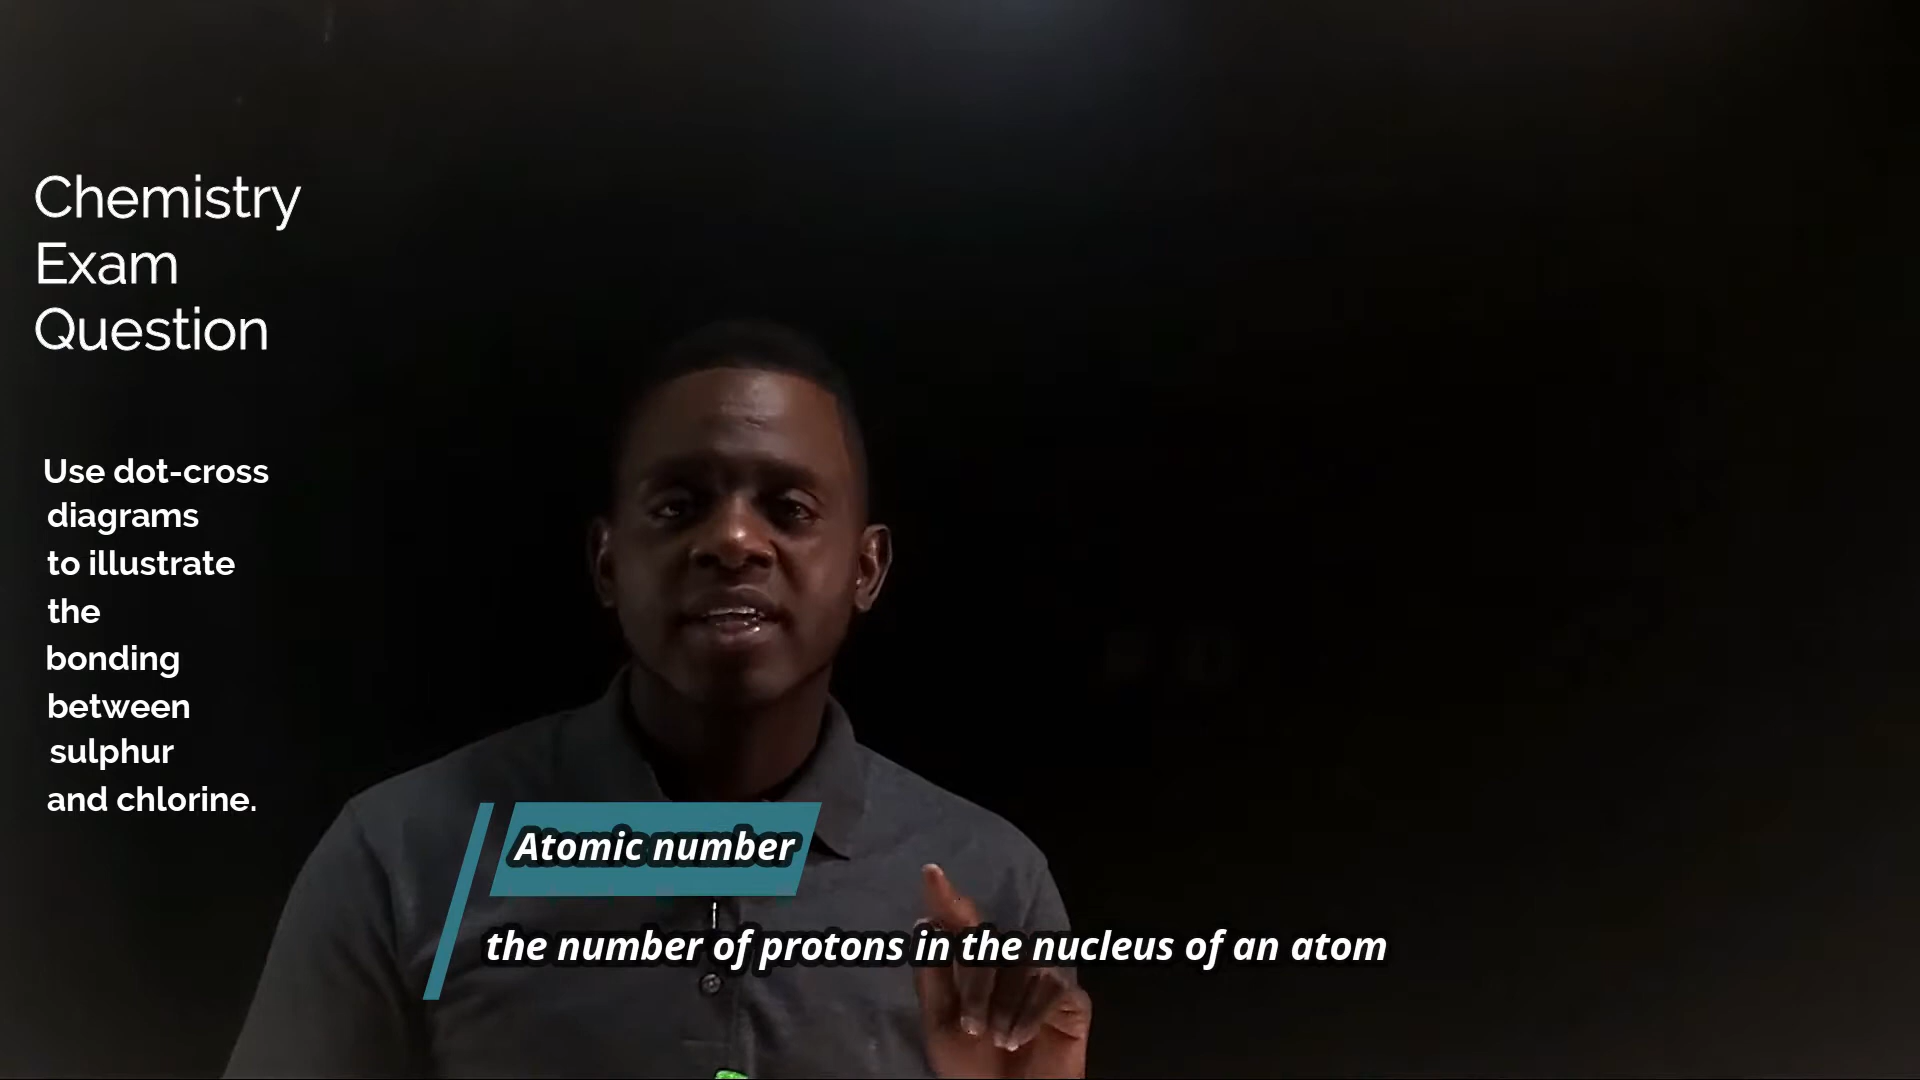 Chemistry
Exam
Question
Use dot-cross
diagrams
to illustrate
the
bonding
between
sulphur
and chlorine.
Atomic number
the number of protons in the nucleus of an atom